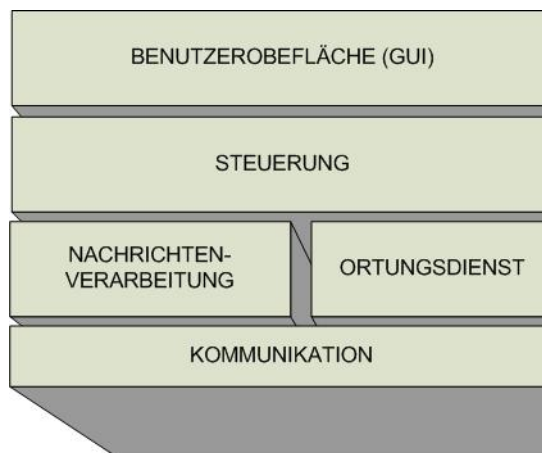 BENUTZEROBEFLÄCHE (GUI)
STEUERUNG
NACHRICHTEN-
VERARBEITUNG
ORTUNGSDIENST
KOMMUNIKATION